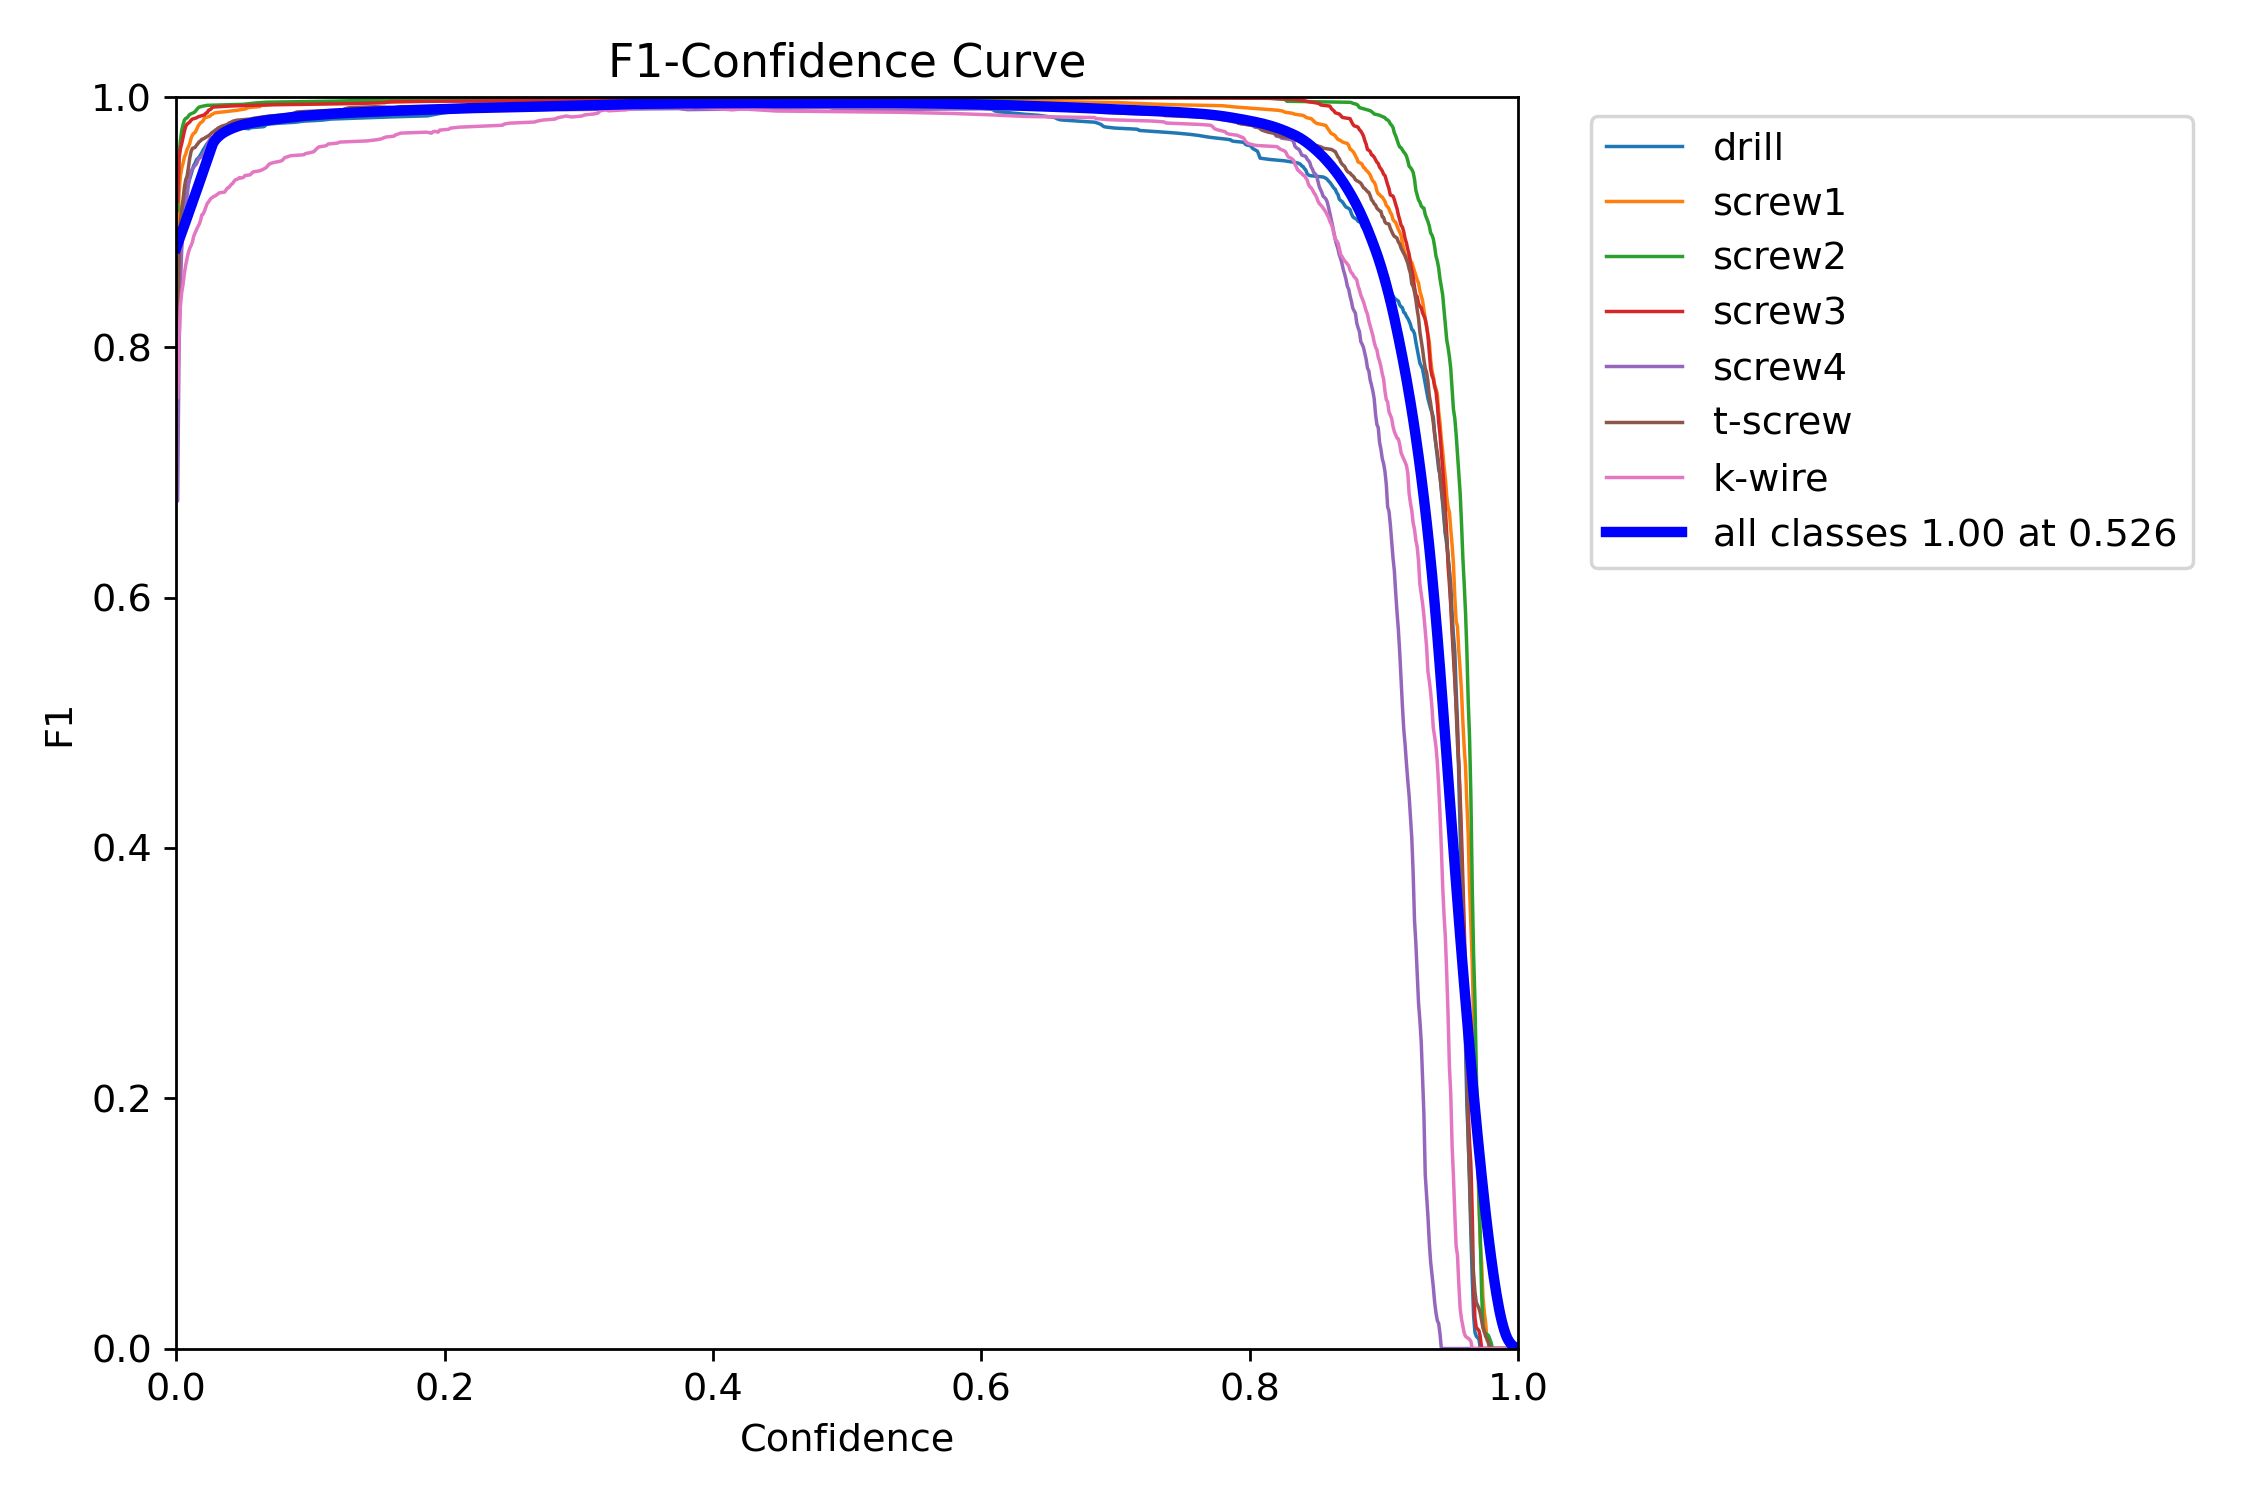 F1-Confidence Curve
1.0
0.8
0.6
0.4
0.2
0.0
F1
0.0 0.2 0.4 0.6 0.8 1.0
Confidence
drill
screw1
screw2
screw3
screw4
t-screw
k-wire
all classes 1.00 at 0.526